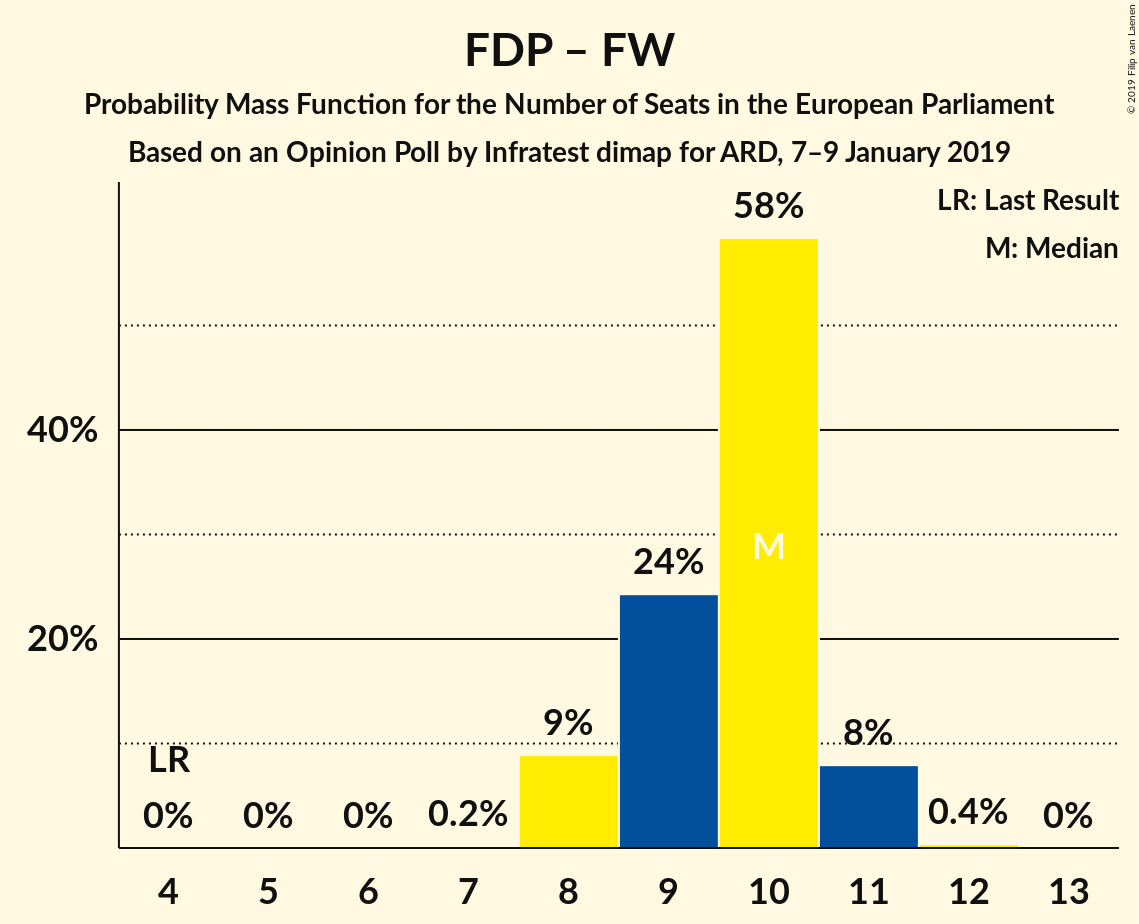 FDP – FW
Probability Mass Function for the Number of Seats in the European Parliament
Based on an Opinion Poll by Infratest dimap for ARD, 7–9 January 2019
© 2019 Filip van Laenen
LR: Last Result
M: Median
58%
40%
M
24%
20%
9%
8%
LR
0% 0% 0% 0.2% 0.4% 0%
4 5 6 7 8 9 10 11 12 13